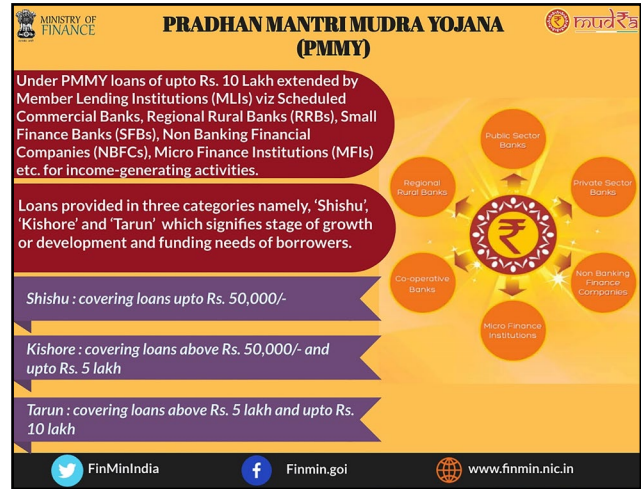 MINISTRY OF
FINANCE
PRADHAN MANTRI MUDRA YOJANA
(PMMY)
mudRa
Under PMMY loans of upto Rs. 10 Lakh extended by
Member Lending Institutions (MLIs) viz Scheduled
Commercial Banks, Regional Rural Banks (RRBs), Small
Finance Banks (SFBs), Non Banking Financial
Companies (NBFCs), Micro Finance Institutions (MFIs)
etc. for income-generating activities.
Loans provided in three categories namely, ‘Shishu’,
‘Kishore’ and ‘Tarun’ which signifies stage of growth
or development and funding needs of borrowers.
Shishu : covering loans upto Rs. 50,000/-
Kishore : covering loans above Rs. 50,000/- and
upto Rs. 5 lakh
Tarun : covering loans above Rs. 5 lakh and upto Rs.
10 lakh
Public Sector
Banks
Regional
Rural Banks
Private Sector
Banks
₹
Co-operative
Banks
Non Banking
Finance
Companies
Micro Finance
Institutions
FinMinIndia
Finmin.goi
www.finmin.nic.in